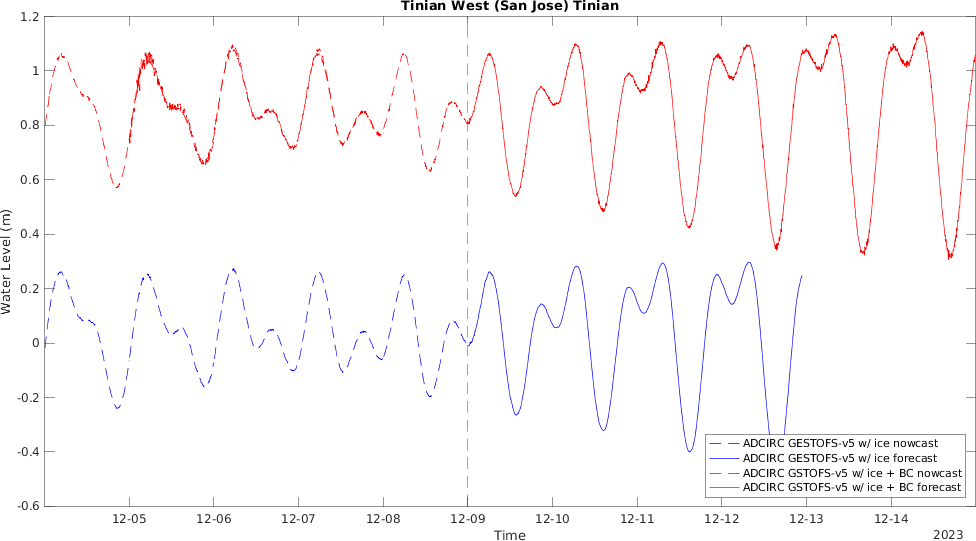 Tinian West (San Jose) Tinian
Water Level (m)
1.2
1
0.8
0.6
0.4
0.2
0
-0.2
-0.4
-0.6
ADCIRC GESTOFS-v5 w/ ice nowcast
ADCIRC GESTOFS-v5 w/ ice forecast
ADCIRC GSTOFS-v5 w/ ice + BC nowcast
ADCIRC GSTOFS-v5 w/ ice + BC forecast
12-05 12-06 12-07 12-08 12-09 12-10 12-11 12-12 12-13 12-14
Time
2023